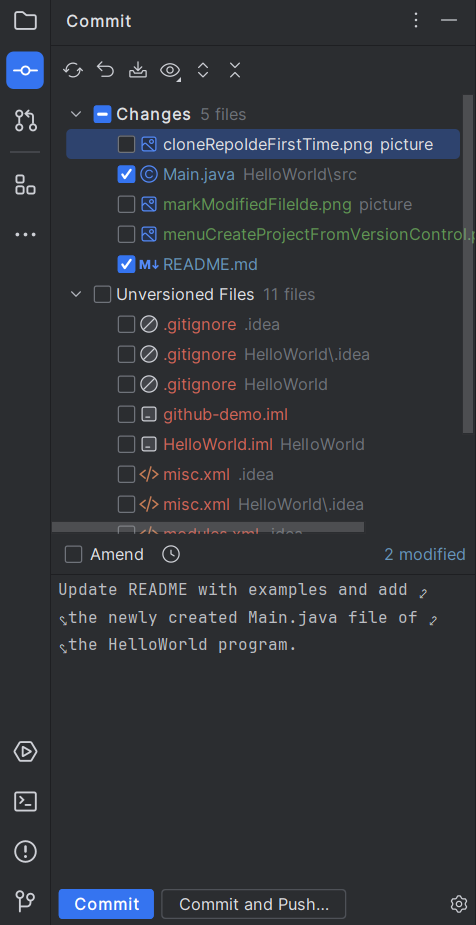 Commit
Changes 5 files
cloneRepoIdeFirstTime.png picture
Main.java HelloWorld\src
markModifiedFileIde.png picture
menuCreateProjectFromVersionControl.p
README.md
Unversioned Files 11 files
.gitignore .idea
.gitignore HelloWorld\.idea
.gitignore HelloWorld
github-demo.iml
HelloWorld.iml HelloWorld
misc.xml .idea
misc.xml HelloWorld\.idea
modules.xml .idea
Amend 2 modified
Update README with examples and add
the newly created Main.java file of
the HelloWorld program.
Commit Commit and Push...